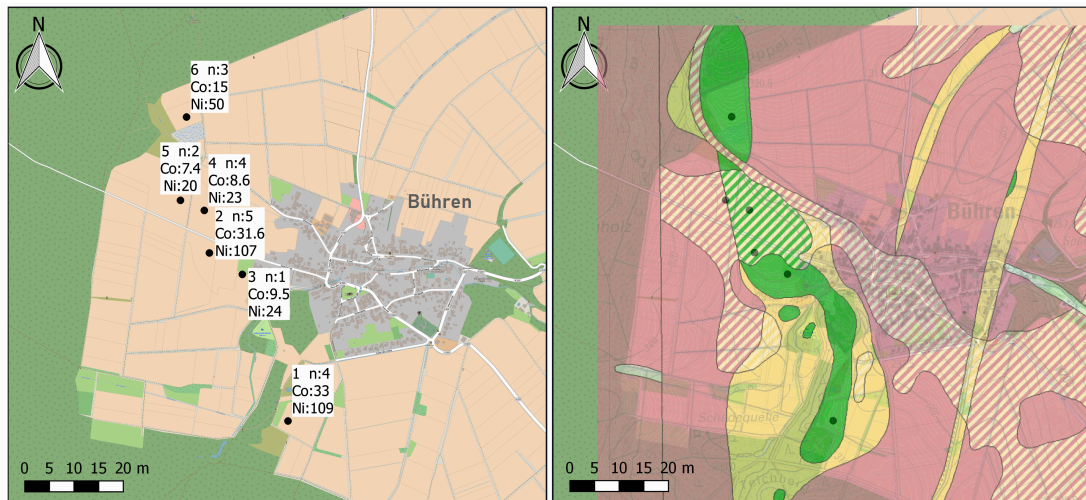 N
6 n:3
Co:15
Ni:50
5 n:2
Co:7.4
Ni:20
4 n:4
Co:8.6
Ni:23
2 n:5
Co:31.6
Ni:107
3 n:1
Co:9.5
Ni:24
Bühren
1 n:4
Co:33
Ni:109
0 5 10 15 20 m
N
Bühren
0 5 10 15 20 m